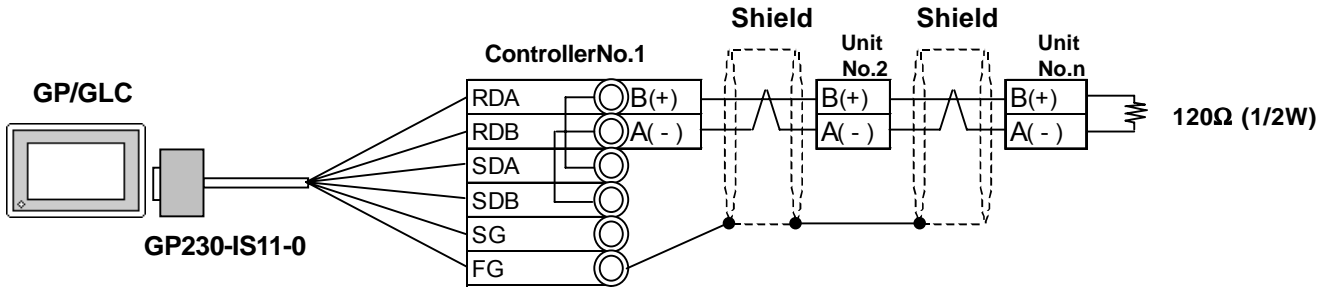 Shield
Shield
ControllerNo.1
Unit
No.2
Unit
No.n
GP/GLC
RDA
B(+)
B(+)
B(+)
RDB
A( - )
A( - )
A( - )
120Ω (1/2W)
SDA
SDB
SG
FG
GP230-IS11-0